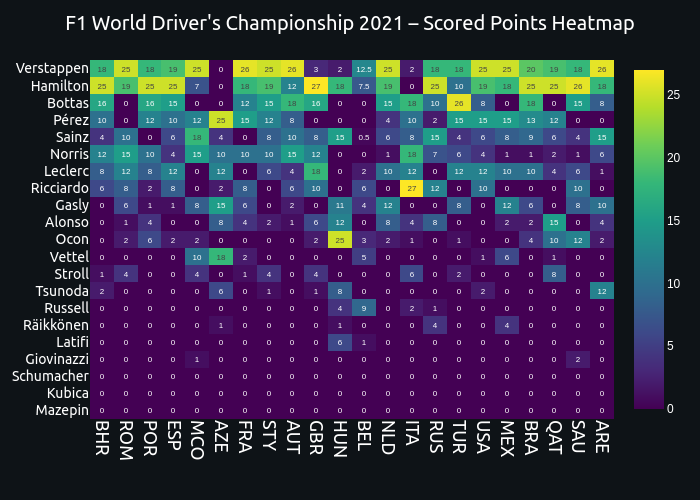 F1 World Driver's Championship 2021 – Scored Points Heatmap
Verstappen 18 25 18 19 25 0 26 25 26 3 2 12.5 25 2 18 18 25 25 20 19 18 26
Hamilton 25 19 25 25 7 0 18 19 12 27 18 7.5 19 0 25 10 19 18 25 25 26 18
Bottas 16 0 16 15 0 0 12 15 18 16 0 0 15 18 10 26 8 0 18 0 15 8
Pérez 10 0 12 10 12 25 15 12 8 0 0 0 4 10 2 15 15 15 13 12 0 0
Sainz 4 10 0 6 18 4 0 8 10 8 15 0.5 6 8 15 4 6 8 9 6 4 15
Norris 12 15 10 4 15 10 10 10 15 12 0 0 1 18 7 6 4 1 1 2 1 6
Leclerc 8 12 8 12 0 12 0 6 4 18 0 2 10 12 0 12 12 10 10 4 6 1
Ricciardo 6 8 2 8 0 2 8 0 6 10 0 6 0 27 12 0 10 0 0 0 10 0
Gasly 0 6 1 1 8 15 6 0 2 0 11 4 12 0 0 8 0 12 6 0 8 10
Alonso 0 1 4 0 0 8 4 2 1 6 12 0 8 4 8 0 0 2 2 15 0 4
Ocon 0 2 6 2 2 0 0 0 0 2 25 3 2 1 0 1 0 0 4 10 12 2
Vettel 0 0 0 0 10 18 2 0 0 0 0 5 0 0 0 0 1 6 0 1 0 0
Stroll 1 4 0 0 4 0 1 4 0 4 0 0 0 6 0 2 0 0 0 8 0 0
Tsunoda 2 0 0 0 0 6 0 1 0 1 8 0 0 0 0 0 2 0 0 0 0 12
Russell 0 0 0 0 0 0 0 0 0 0 4 9 0 2 1 0 0 0 0 0 0 0
Räikkönen 0 0 0 0 0 1 0 0 0 0 1 0 0 0 4 0 0 4 0 0 0 0
Latifi 0 0 0 0 0 0 0 0 0 0 6 1 0 0 0 0 0 0 0 0 0 0
Giovinazzi 0 0 0 0 1 0 0 0 0 0 0 0 0 0 0 0 0 0 0 0 2 0
Schumacher 0 0 0 0 0 0 0 0 0 0 0 0 0 0 0 0 0 0 0 0 0 0
Kubica 0 0 0 0 0 0 0 0 0 0 0 0 0 0 0 0 0 0 0 0 0 0
Mazepin 0 0 0 0 0 0 0 0 0 0 0 0 0 0 0 0 0 0 0 0 0 0
BHR ROM POR ESP MCO AZE FRA STY AUT GBR HUN BEL NLD ITA RUS TUR USA MEX BRA QAT SAU ARE
25
20
15
10
5
0